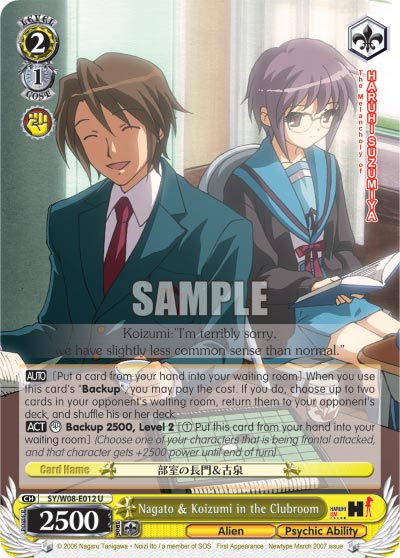 LEVEL
2
1
COST
The Melancholy of
HARUHI SUZUMIYA
SAMPLE
Koizumi:"I'm terribly sorry,
we have slightly less common sense than normal."
AUTO [Put a card from your hand into your waiting room] When you use
this card's "Backup", you may pay the cost. If you do, choose up to two
cards in your opponent's waiting room, return them to your opponent's
deck, and shuffle his or her deck.
ACT Backup 2500, Level 2 [① Put this card from your hand into your
waiting room] (Choose one of your characters that is being frontal attacked,
and that character gets +2500 power until end of turn)
Card Name 部室の長門&古泉
CH SY/W08-E012 U
Nagato & Koizumi in the Clubroom
HARUHI
POWER
2500
SOUL
Alien
Psychic Ability
© 2006 Nagaru Tanigawa • Noizi Ito / a member of SOS First Appearance : Newtype March 2007 issue